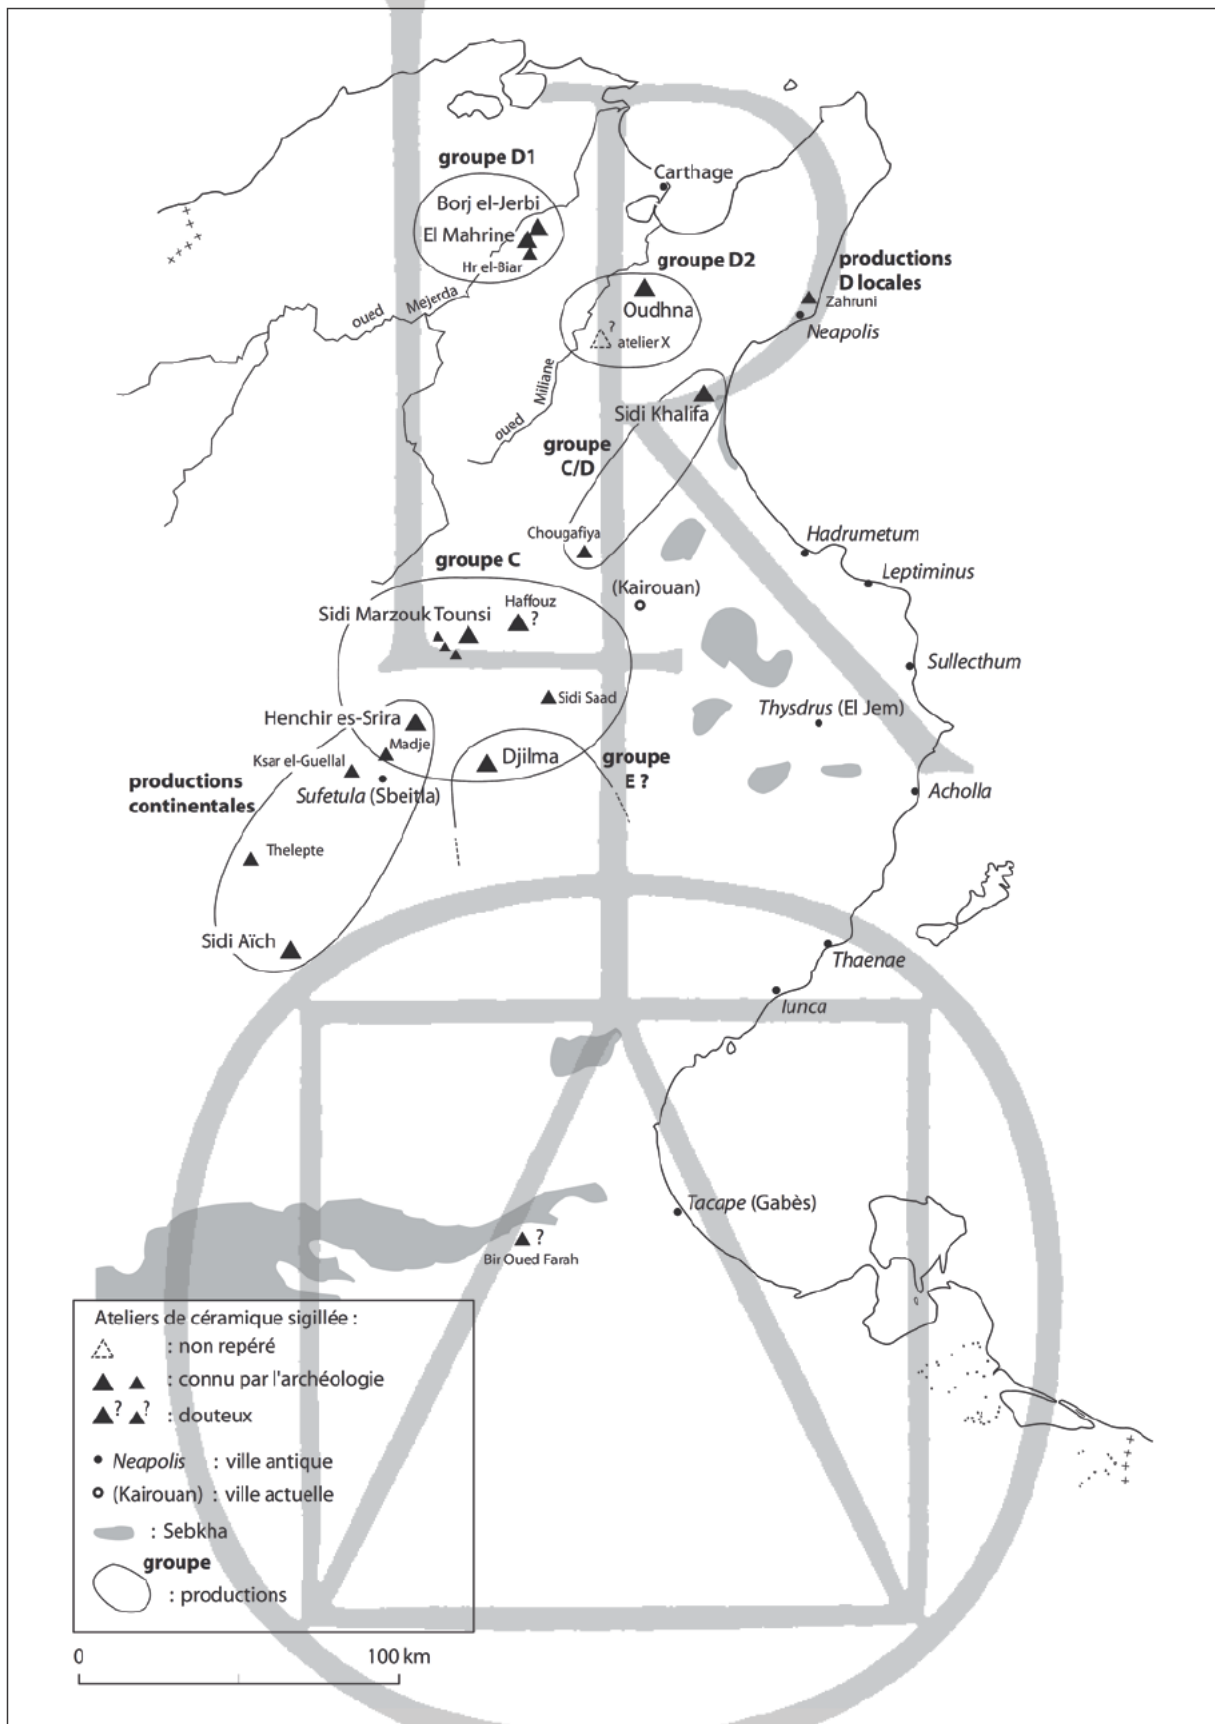 groupe D1
Carthage
Borj el-Jerbi
El Mahrine
Hr el-Biar
groupe D2
productions
D locales
Zahruni
Neapolis
oued Mejerda
Oudhna
?
atelier X
oued Miliane
Sidi Khalifa
groupe
C/D
Chougafiya
Hadrumetum
groupe C
Leptiminus
(Kairouan)
Haffouz
?
Sidi Marzouk Tounsi
Sullecthum
Sidi Saad
Thysdrus (El Jem)
Henchir es-Srira
Madje
Ksar el-Guellal
Djilma
groupe
E ?
productions
continentales
Sufetula (Sbeitla)
Acholla
Thelepte
Sidi Aïch
Thaenae
Iunca
Tacape (Gabès)
?
Bir Oued Farah
Ateliers de céramique sigillée :
: non repéré
: connu par l'archéologie
? ? : douteux
Neapolis : ville antique
(Kairouan) : ville actuelle
: Sebkha
groupe
: productions
0 100 km